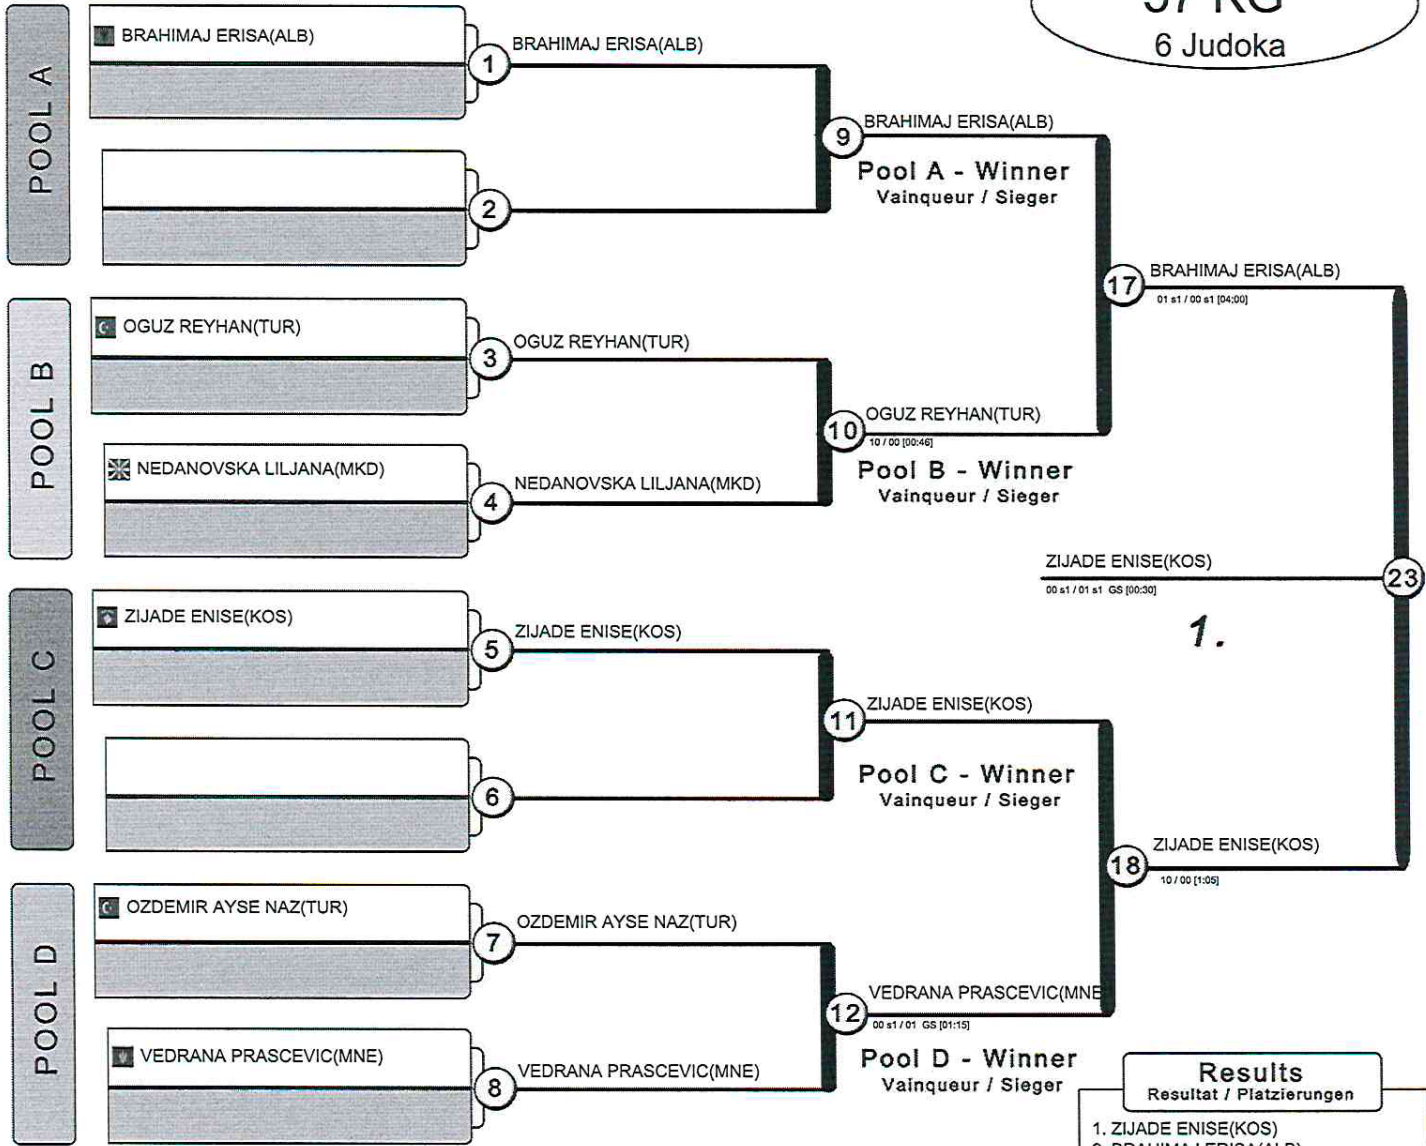 57 KG
6 Judoka
POOL A
BRAHIMAJ ERISA(ALB)
1
BRAHIMAJ ERISA(ALB)
2
9
BRAHIMAJ ERISA(ALB)
Pool A - Winner
Vainqueur / Sieger
POOL B
OGUZ REYHAN(TUR)
3
OGUZ REYHAN(TUR)
NEDANOVSKA LILJANA(MKD)
4
NEDANOVSKA LILJANA(MKD)
10
OGUZ REYHAN(TUR)
10 / 00 [00:46]
Pool B - Winner
Vainqueur / Sieger
17
BRAHIMAJ ERISA(ALB)
01 s1 / 00 s1 [04:00]
ZIJADE ENISE(KOS)
00 s1 / 01 s1 GS [00:30]
23
1.
POOL C
ZIJADE ENISE(KOS)
5
ZIJADE ENISE(KOS)
6
11
ZIJADE ENISE(KOS)
Pool C - Winner
Vainqueur / Sieger
18
ZIJADE ENISE(KOS)
10 / 00 [1:05]
POOL D
OZDEMIR AYSE NAZ(TUR)
7
OZDEMIR AYSE NAZ(TUR)
VEDRANA PRASCEVIC(MNE)
8
VEDRANA PRASCEVIC(MNE)
12
VEDRANA PRASCEVIC(MNE
00 s1 / 01 GS [01:15]
Pool D - Winner
Vainqueur / Sieger
Results
Resultat / Platzierungen
1. ZIJADE ENISE(KOS)
2. BRAHIMAJ ERISA(ALB)